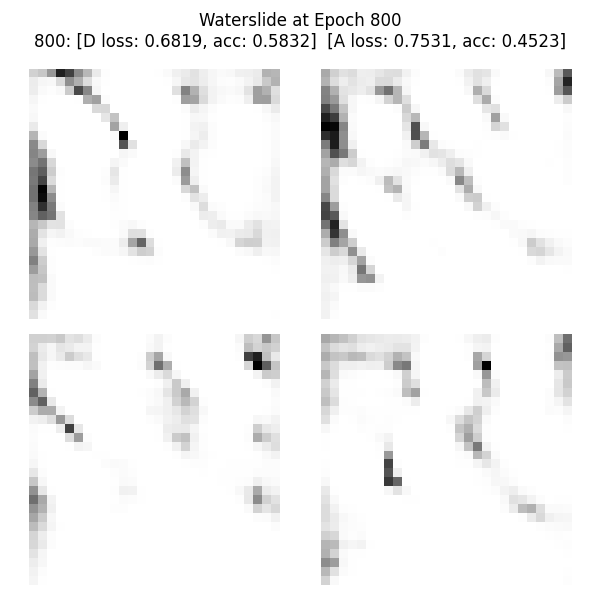 Waterslide at Epoch 800
800: [D loss: 0.6819, acc: 0.5832]  [A loss: 0.7531, acc: 0.4523]